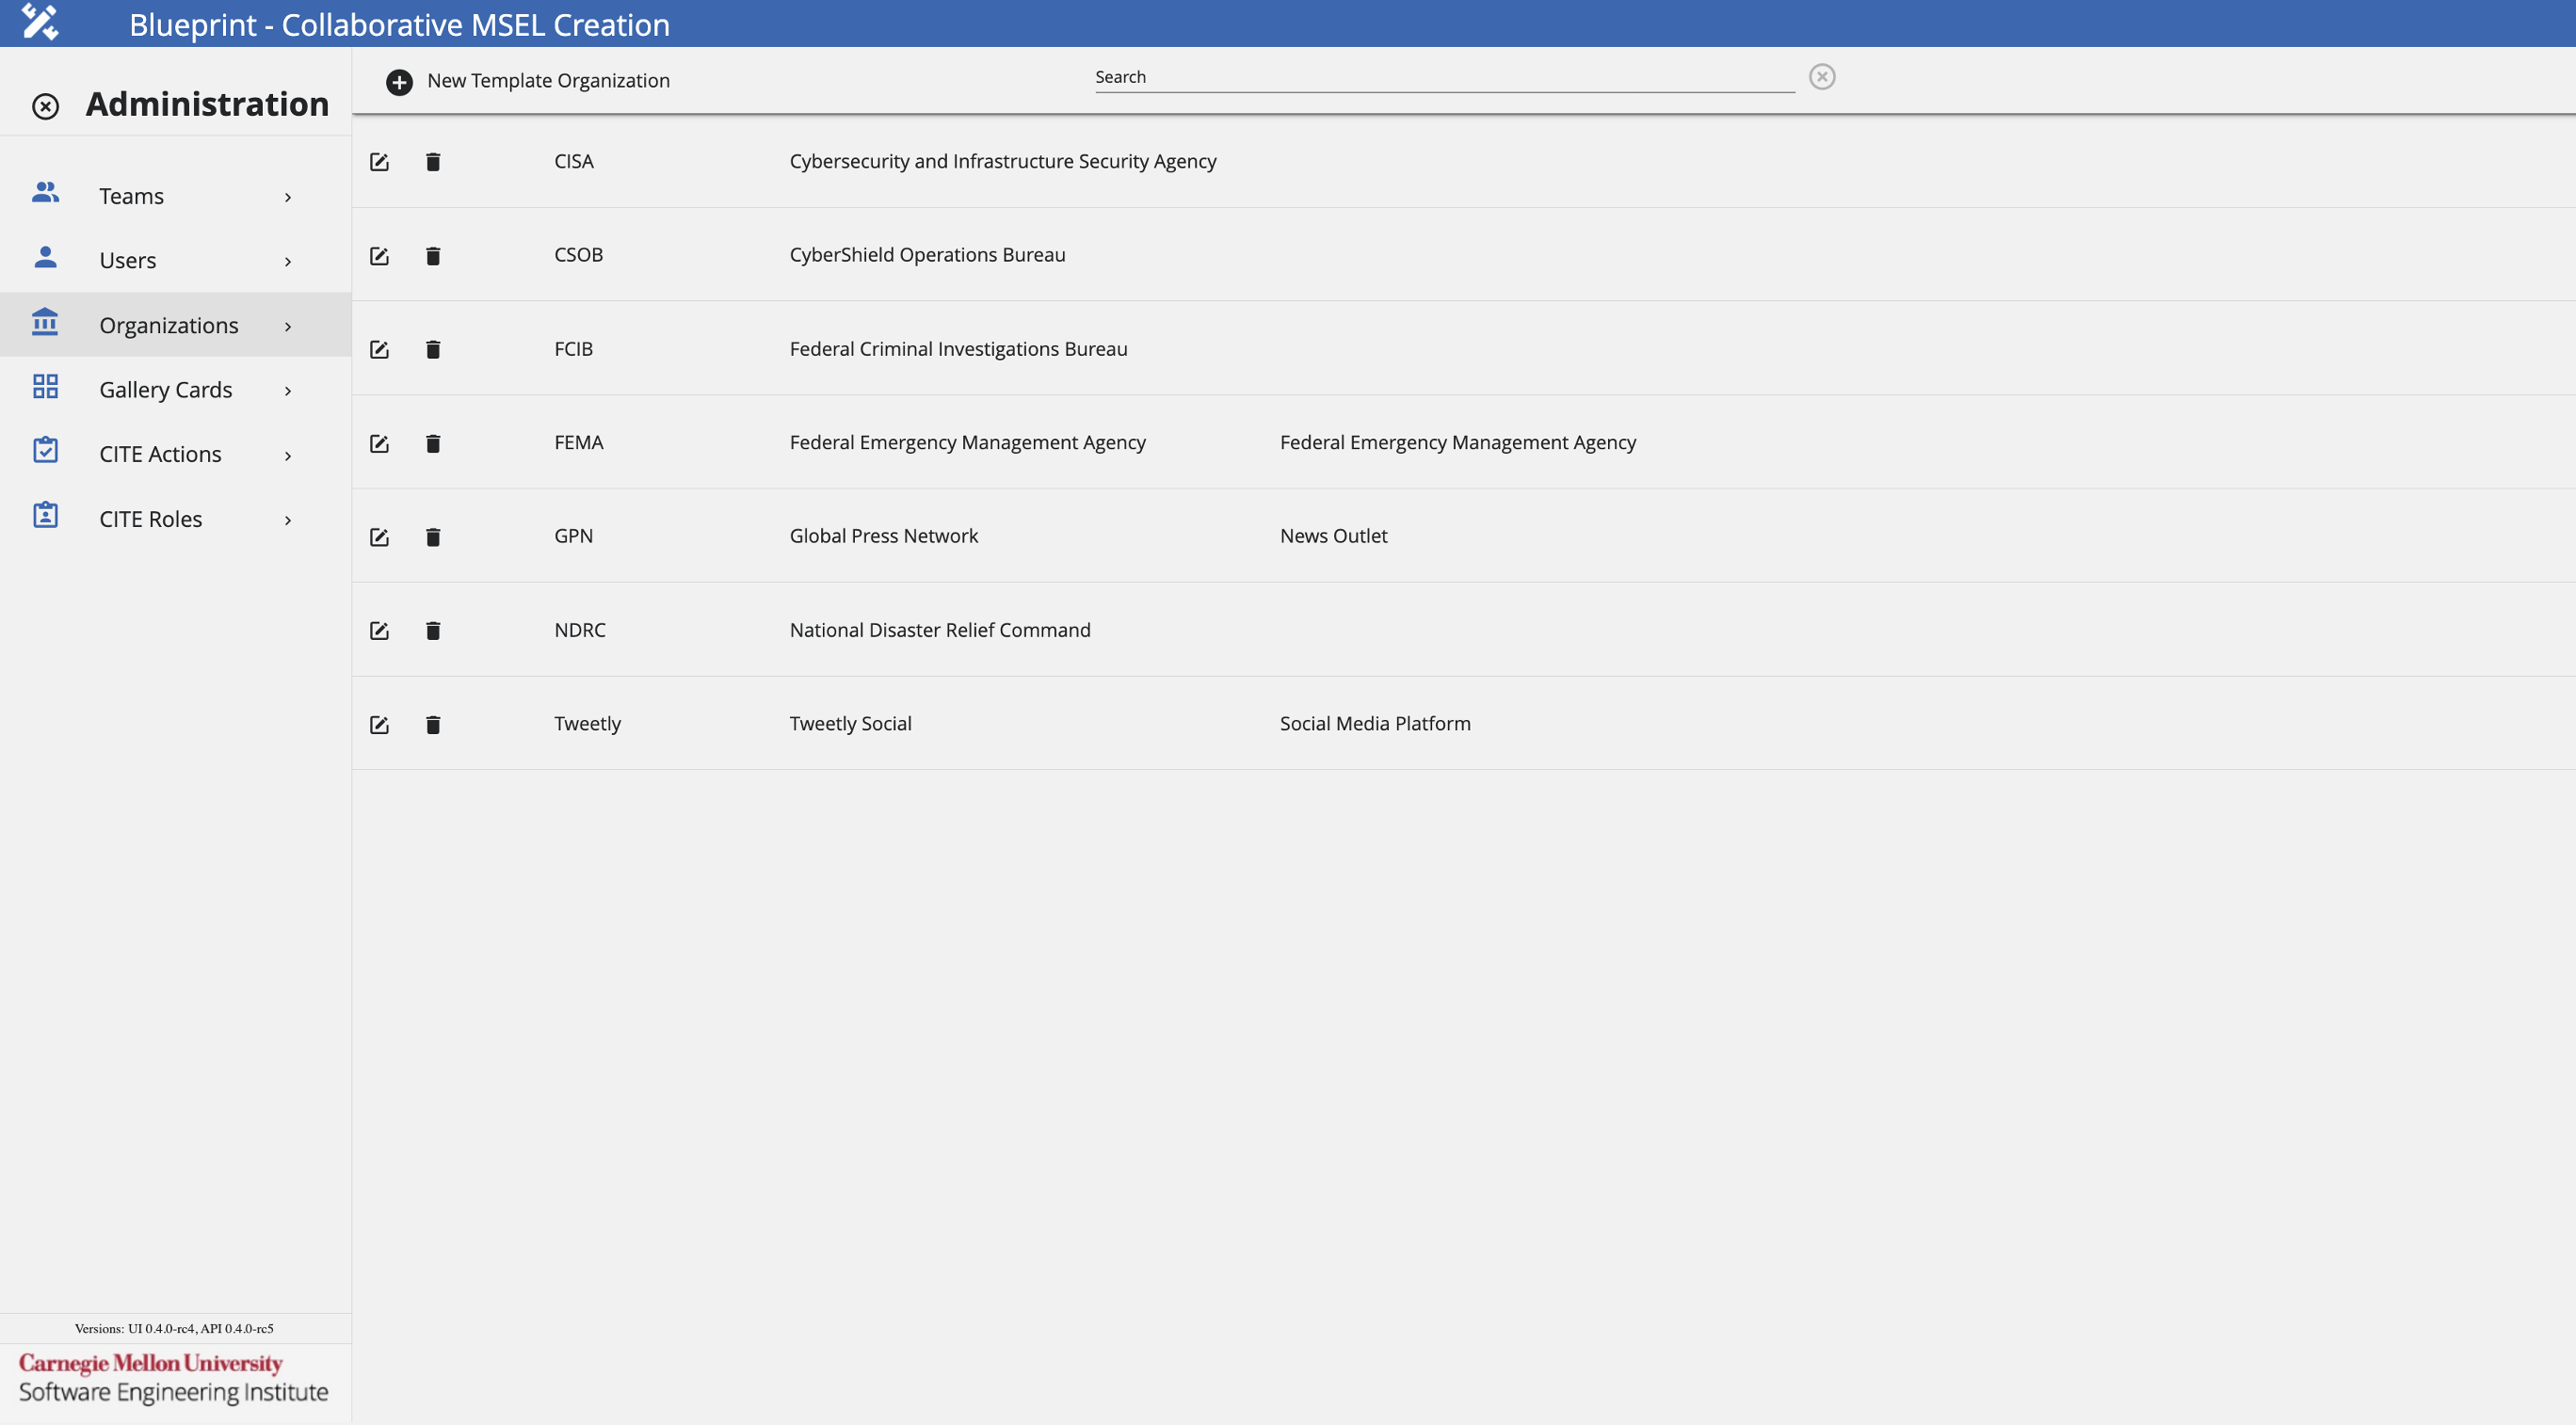 Blueprint - Collaborative MSEL Creation
Administration
Teams
Users
Organizations
Gallery Cards
CITE Actions
CITE Roles
Versions: UI 0.4.0-rc4, API 0.4.0-rc5
Carnegie Mellon University
Software Engineering Institute
New Template Organization
Search
CISA Cybersecurity and Infrastructure Security Agency
CSOB CyberShield Operations Bureau
FCIB Federal Criminal Investigations Bureau
FEMA Federal Emergency Management Agency Federal Emergency Management Agency
GPN Global Press Network News Outlet
NDRC National Disaster Relief Command
Tweetly Tweetly Social Social Media Platform